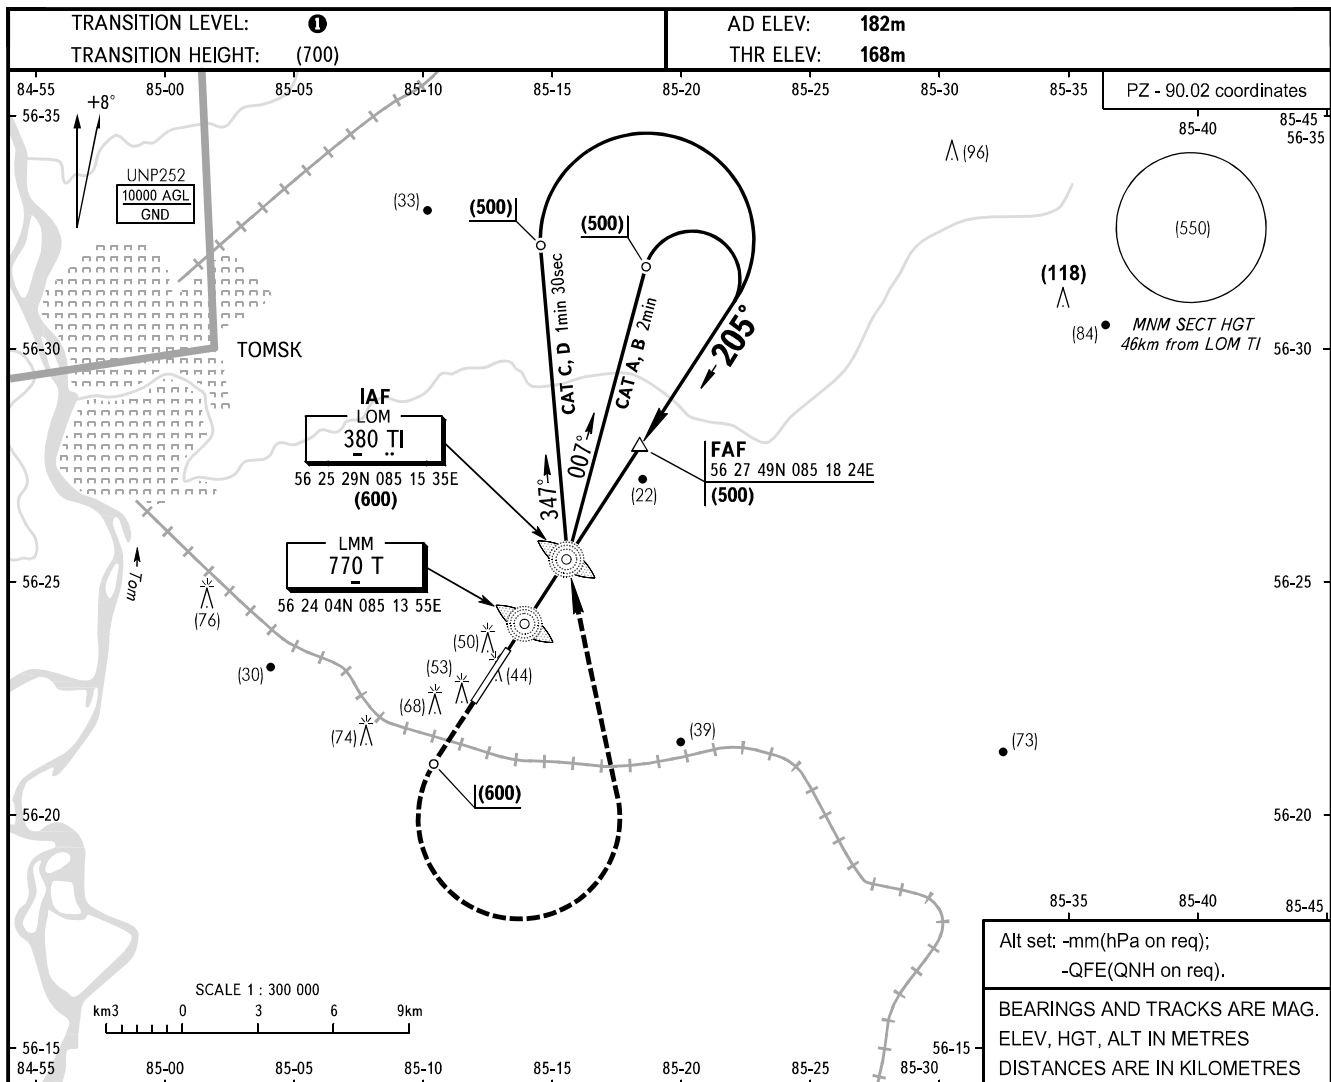 TRANSITION LEVEL: ❶
TRANSITION HEIGHT: (700)
AD ELEV: 182m
THR ELEV: 168m
84-55 85-00 85-05 85-10 85-15 85-20 85-30 85-35
PZ - 90.02 coordinates
85-40
85-45
56-35
56-35
+8°
UNP252
10000 AGL
GND
(33)
(500)
(500)
(96)
(550)
(118)
(84)
MNM SECT HGT
46km from LOM TI
56-30
56-30
TOMSK
CAT C, D 1min 30sec
CAT A, B 2min
205°
347°
007°
IAF
LOM
380 TI
56 25 29N 085 15 35E
(600)
FAF
56 27 49N 085 18 24E
(500)
(22)
LMM
770 T
56 24 04N 085 13 55E
56-25
56-25
Tom
(76)
(50)
(53)
(44)
(30)
(68)
(74)
(39)
(73)
(600)
56-20
56-20
85-35 85-40 85-45
Alt set: -mm(hPa on req);
-QFE(QNH on req).
SCALE 1 : 300 000
km3 0 3 6 9km
BEARINGS AND TRACKS ARE MAG.
ELEV, HGT, ALT IN METRES
DISTANCES ARE IN KILOMETRES
56-15
56-15
84-55 85-00 85-05 85-10 85-15 85-20 85-25 85-30